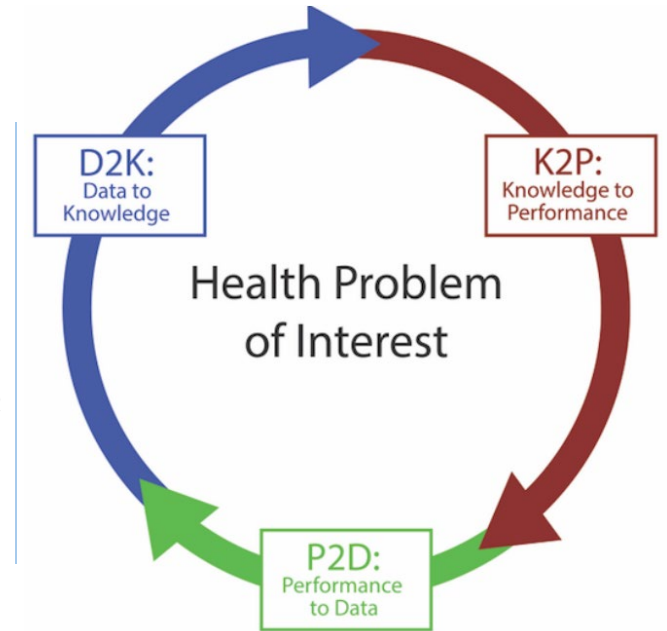 D2K:
Data to
Knowledge
K2P:
Knowledge to
Performance
Health Problem
of Interest
P2D:
Performance
to Data